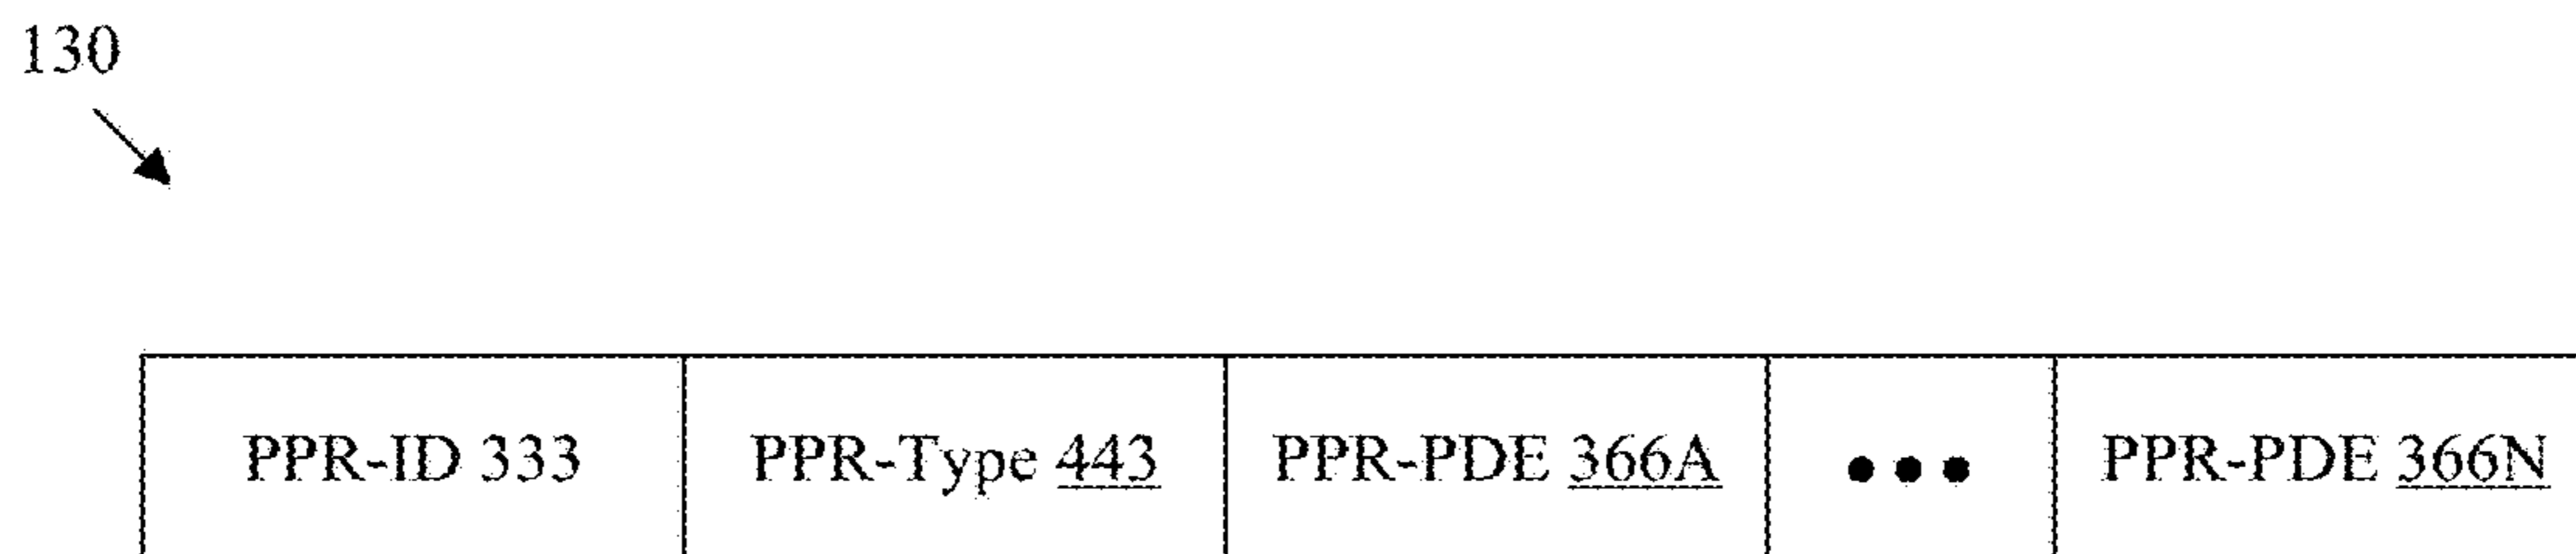 130
PPR-ID 333 PPR-Type 443 PPR-PDE 366A ••• PPR-PDE 366N